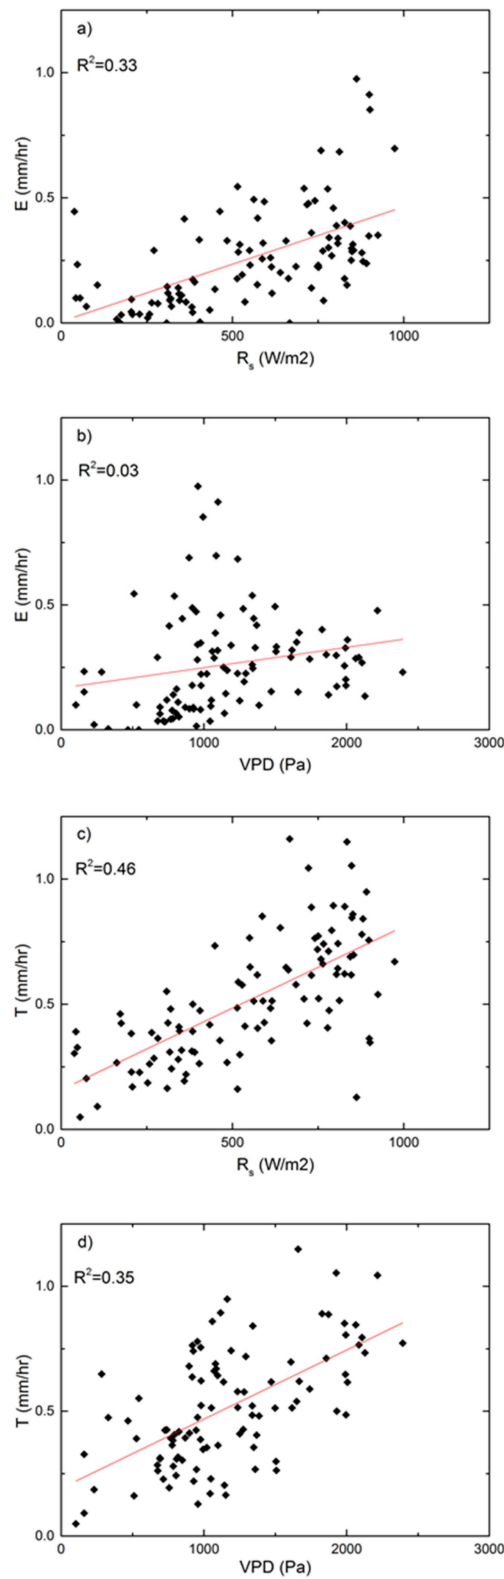 a)
R²=0.33
1.0
0.5
0.0
E (mm/hr)
0
500
1000
Rₛ (W/m2)
b)
R²=0.03
1.0
0.5
0.0
E (mm/hr)
0
1000
2000
3000
VPD (Pa)
c)
R²=0.46
1.0
0.5
0.0
T (mm/hr)
0
500
1000
Rₛ (W/m2)
d)
R²=0.35
1.0
0.5
0.0
T (mm/hr)
0
1000
2000
3000
VPD (Pa)